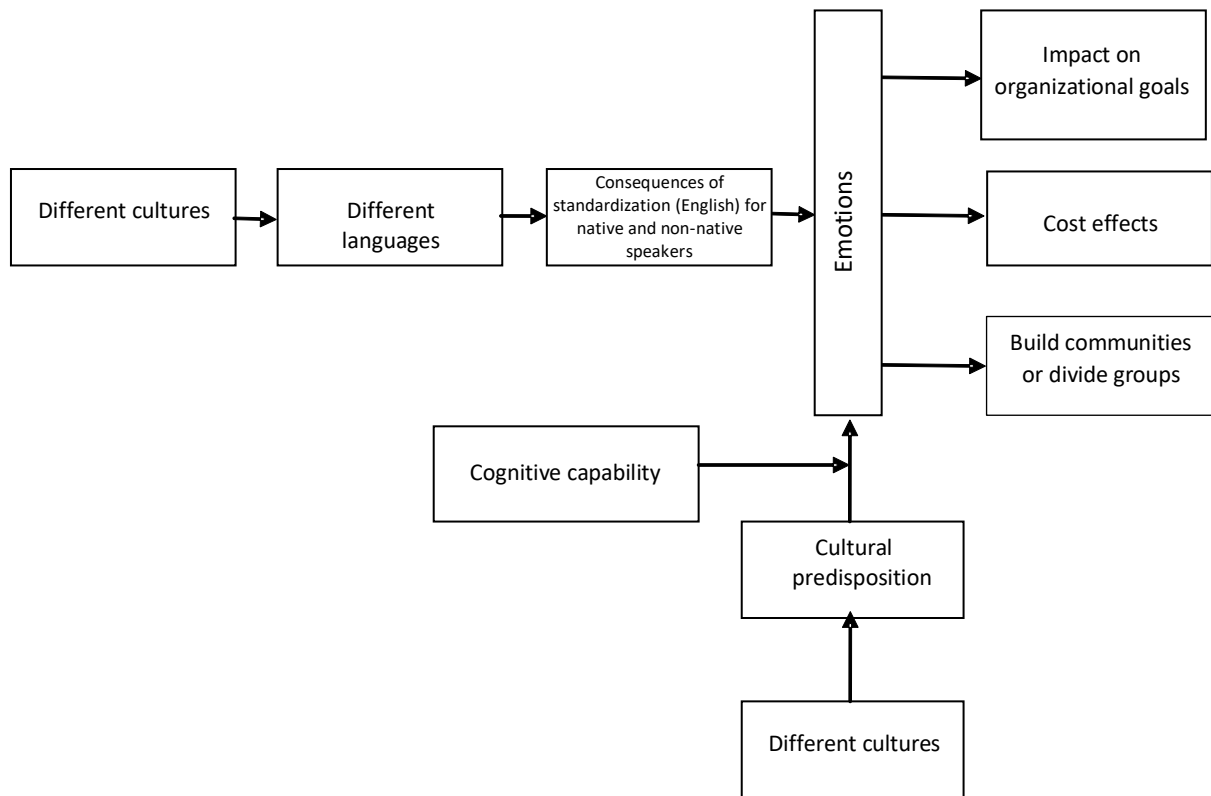 Impact on
organizational goals
Different cultures
Different
languages
Consequences of
standardization (English) for
native and non-native
speakers
Emotions
Cost effects
Build communities
or divide groups
Cognitive capability
Cultural
predisposition
Different cultures